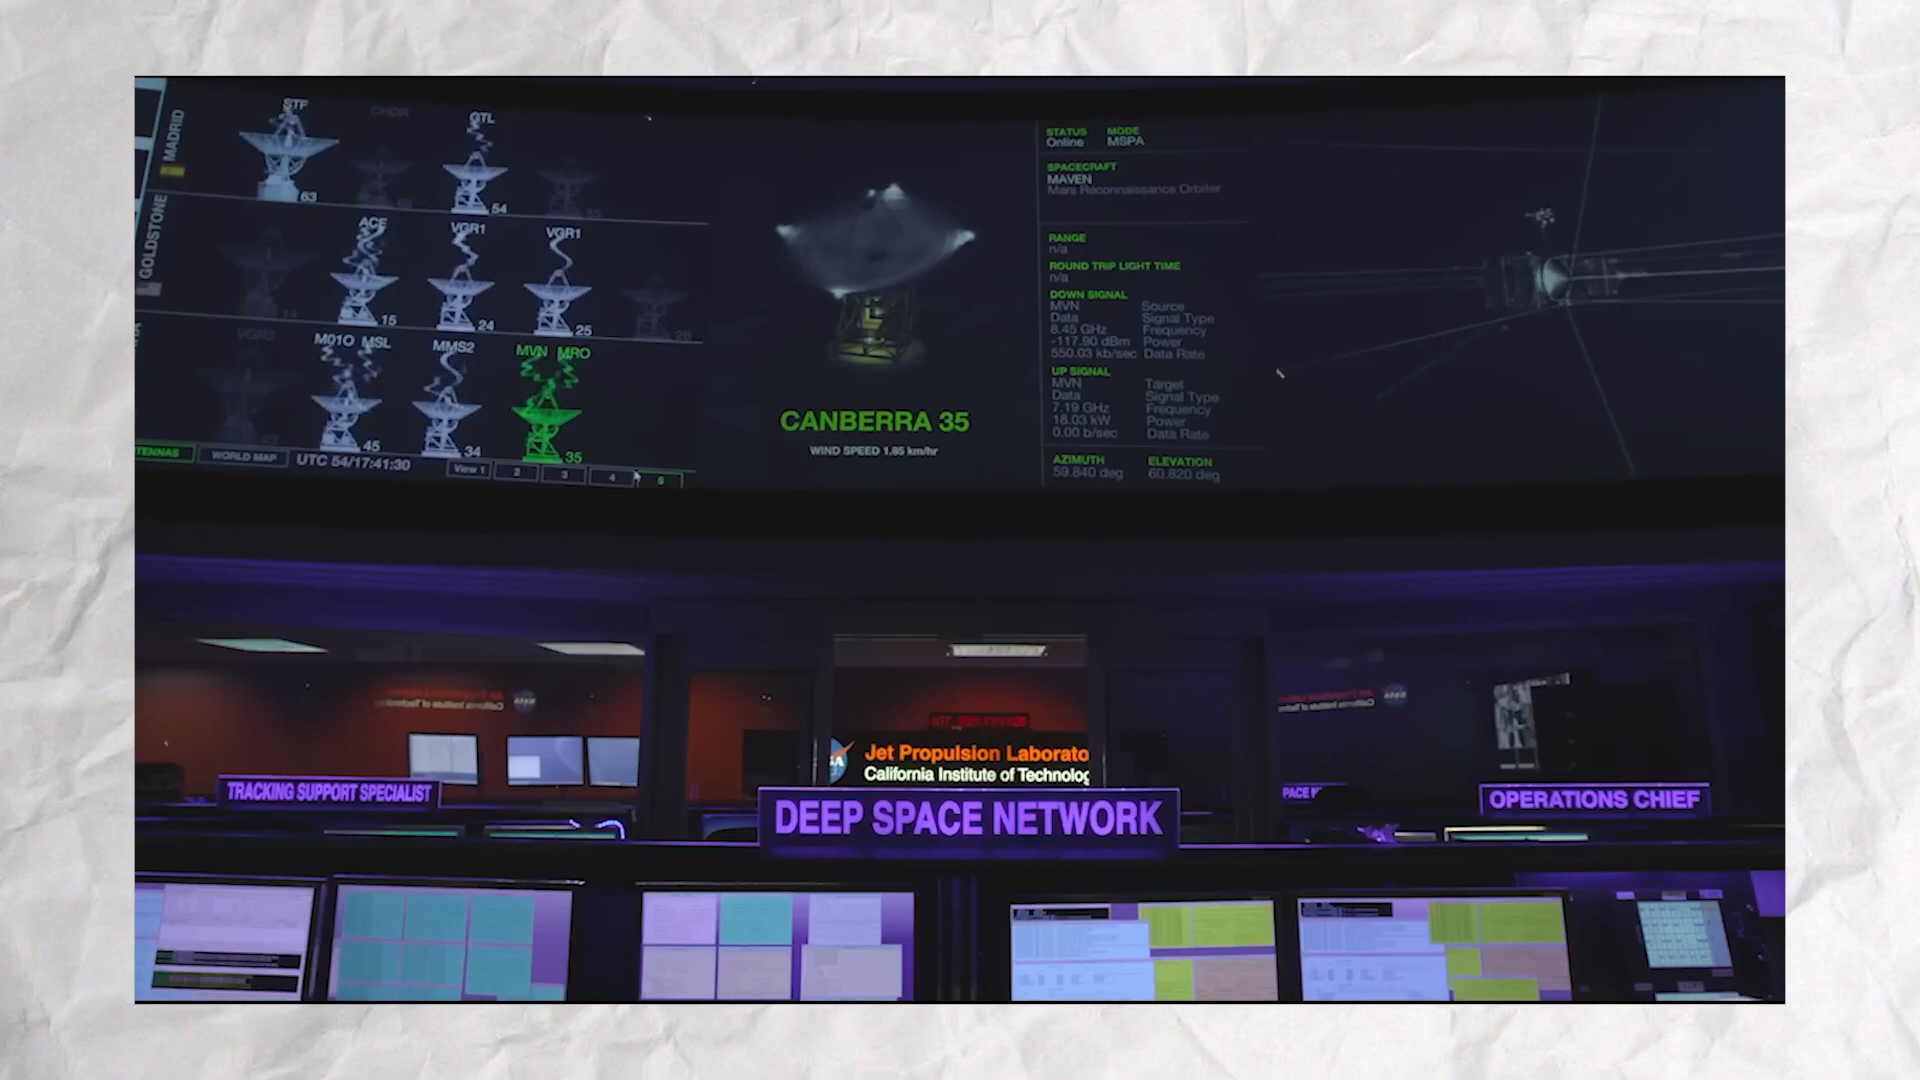 MADRID
STF
CHDR
GTL
63
54
GOLDSTONE
ACE
VGR1
VGR1
15
24
25
26
VGR2
M01O MSL
MMS2
MVN MRO
45
34
35
TENNAS
WORLD MAP
UTC 54/17:41:30
View 1
2
3
4
5
CANBERRA 35
WIND SPEED 1.85 km/hr
STATUS MODE
Online MSPA
SPACECRAFT
MAVEN
Mars Reconnaissance Orbiter
RANGE
n/a
ROUND TRIP LIGHT TIME
n/a
DOWN SIGNAL
MVN Source
Data Signal Type
8.45 GHz Frequency
-117.90 dBm Power
550.03 kb/sec Data Rate
UP SIGNAL
MVN Target
Data Signal Type
7.19 GHz Frequency
18.03 kW Power
0.00 b/sec Data Rate
AZIMUTH ELEVATION
59.840 deg 60.820 deg
Jet Propulsion Laborato
California Institute of Technolog
TRACKING SUPPORT SPECIALIST
DEEP SPACE NETWORK
PACE N
OPERATIONS CHIEF